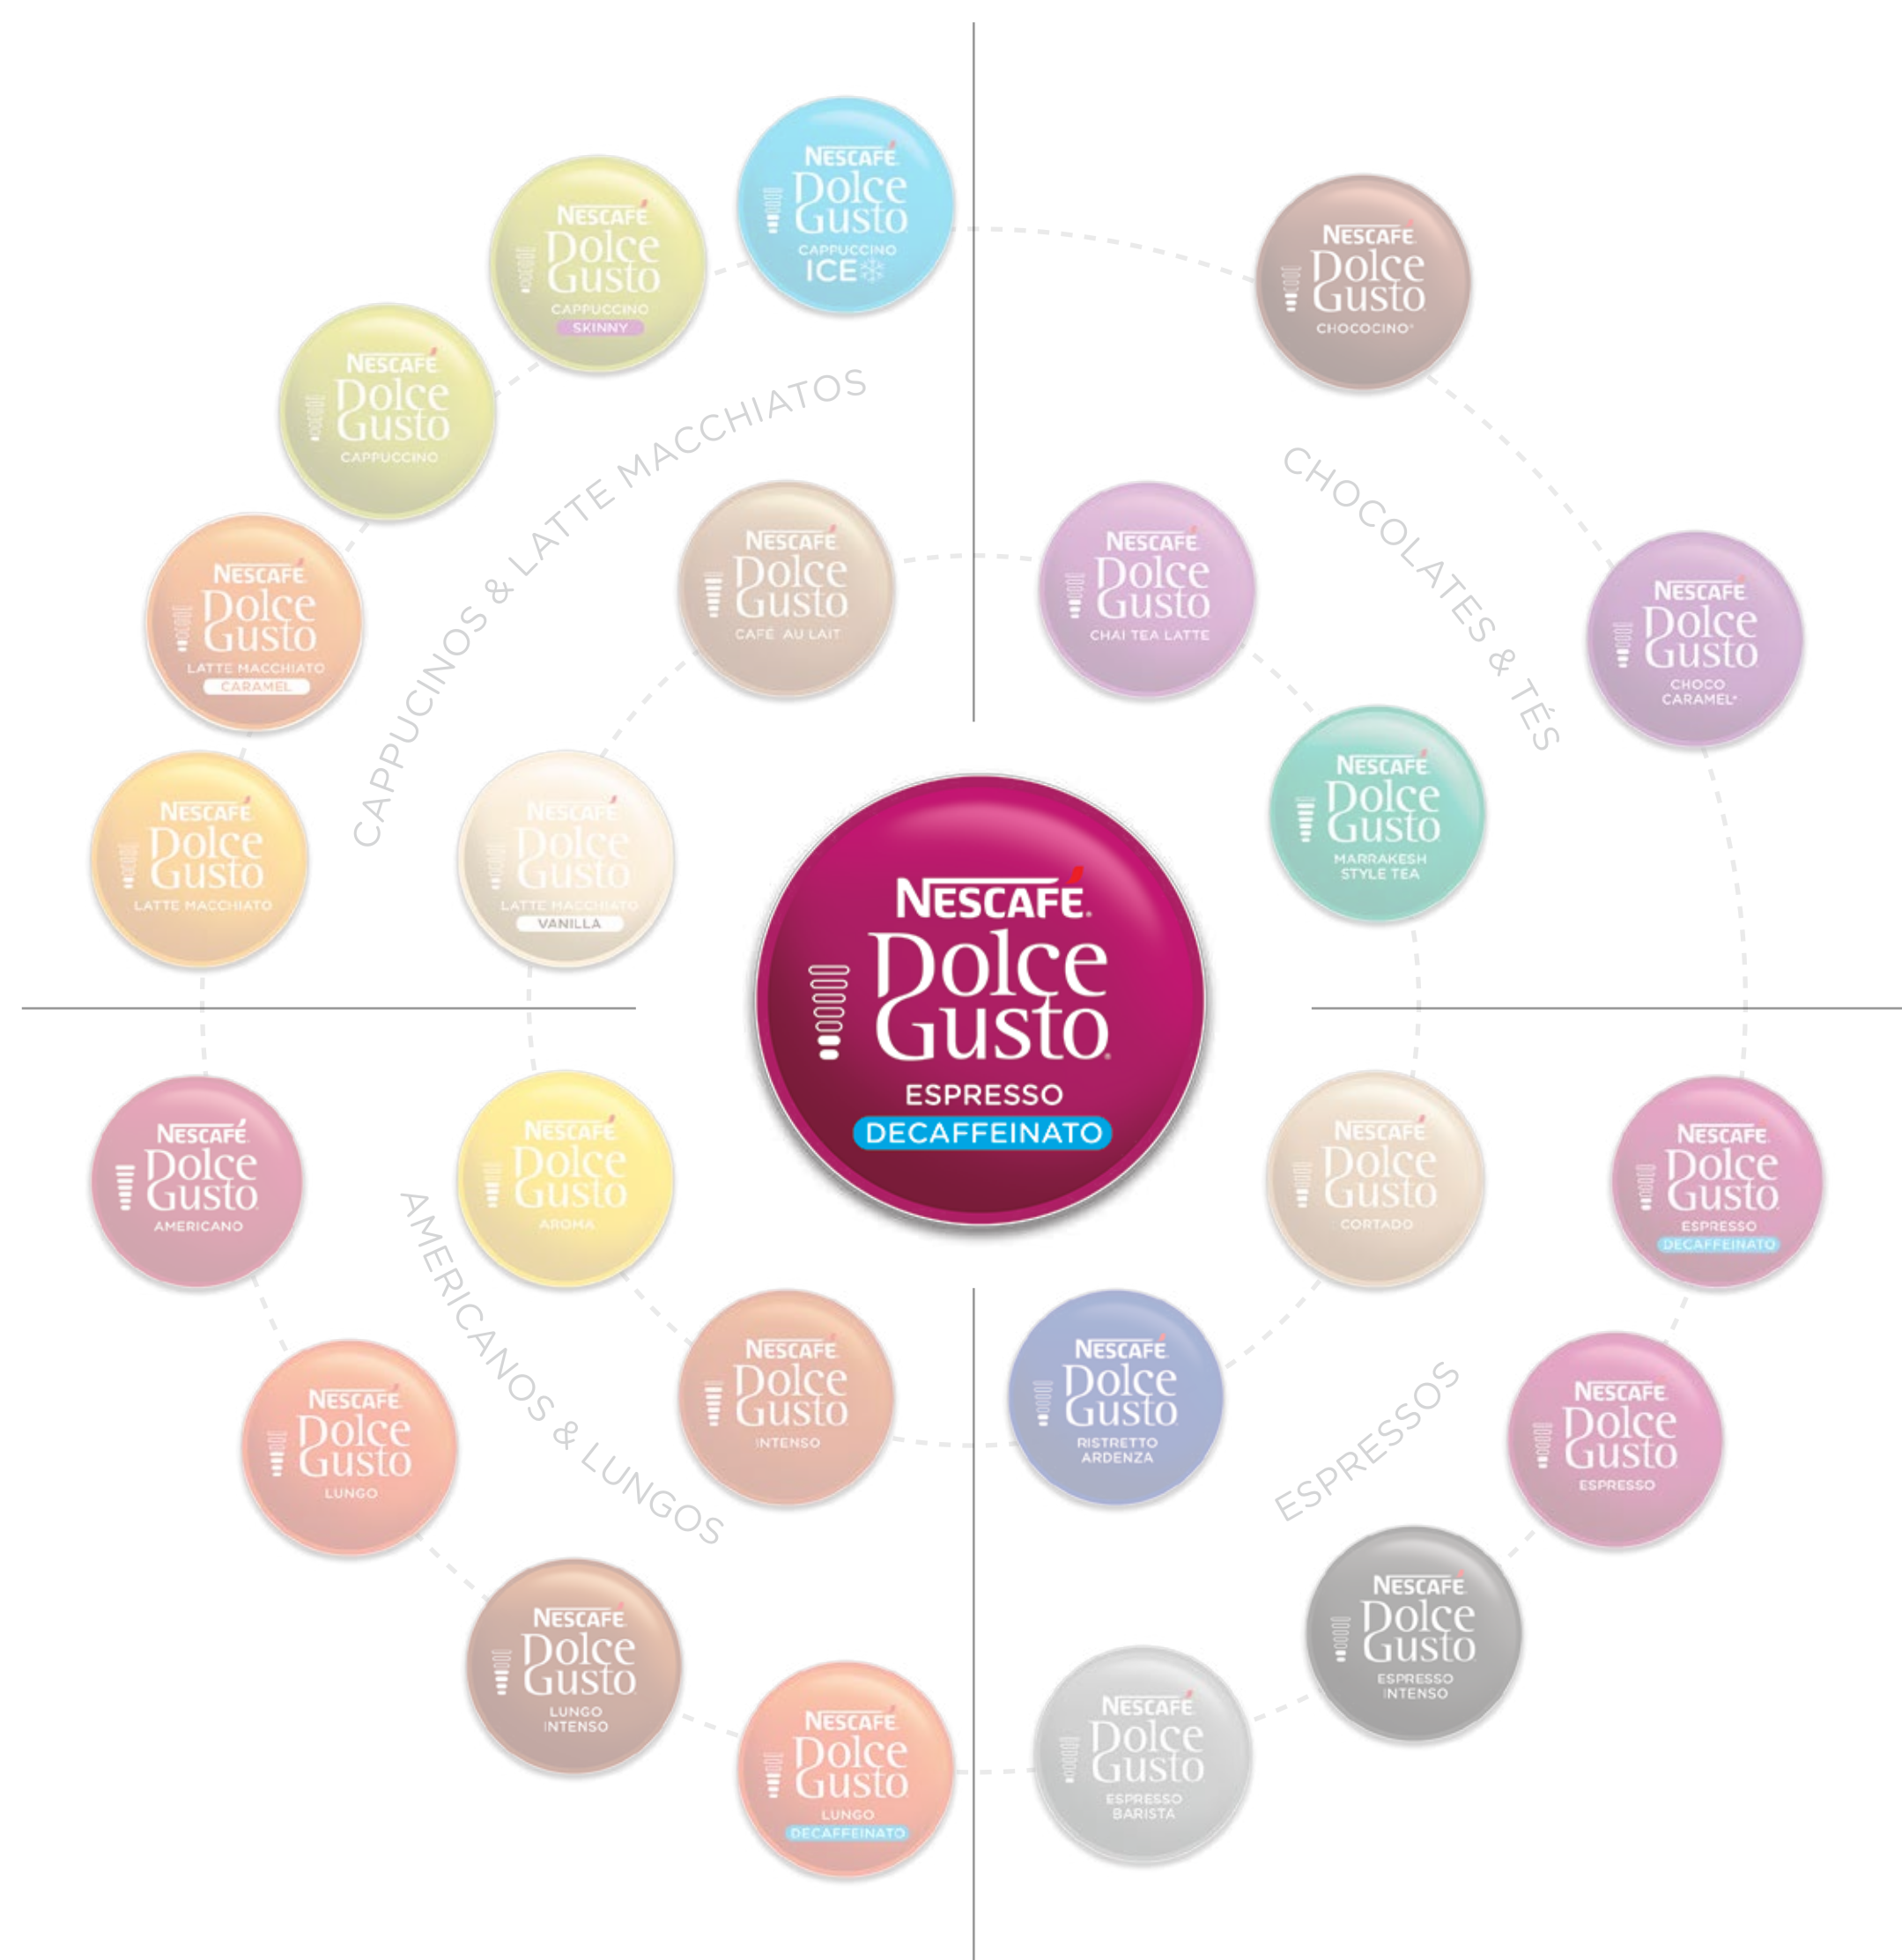 NESCAFÉ
Dolce
Gusto
CAPPUCCINO
ICE
NESCAFÉ
Dolce
Gusto
CAPPUCCINO
SKINNY
NESCAFÉ
Dolce
Gusto
CAPPUCCINO
NESCAFÉ
Dolce
Gusto
LATTE MACCHIATO
CARAMEL
NESCAFÉ
Dolce
Gusto
LATTE MACCHIATO
CAPPUCINOS & LATTE MACCHIATOS
NESCAFÉ
Dolce
Gusto
CAFÉ AU LAIT
NESCAFÉ
Dolce
Gusto
LATTE MACCHIATO
VANILLA
NESCAFÉ
Dolce
Gusto
CHOCOCINO*
CHOCOLATES & TÉS
NESCAFÉ
Dolce
Gusto
CHOCO
CARAMEL*
NESCAFÉ
Dolce
Gusto
CHAI TEA LATTE
NESCAFÉ
Dolce
Gusto
MARRAKESH
STYLE TEA
NESCAFÉ®
Dolce
Gusto®
ESPRESSO
DECAFFEINATO
NESCAFÉ
Dolce
Gusto
AMERICANO
NESCAFÉ
Dolce
Gusto
AROMA
AMERICANOS & LUNGOS
NESCAFÉ
Dolce
Gusto
LUNGO
NESCAFÉ
Dolce
Gusto
INTENSO
NESCAFÉ
Dolce
Gusto
LUNGO
INTENSO
NESCAFÉ
Dolce
Gusto
LUNGO
DECAFFEINATO
NESCAFÉ
Dolce
Gusto
CORTADO
NESCAFÉ
Dolce
Gusto
ESPRESSO
DECAFFEINATO
NESCAFÉ
Dolce
Gusto
RISTRETTO
ARDENZA
ESPRESSOS
NESCAFÉ
Dolce
Gusto
ESPRESSO
NESCAFÉ
Dolce
Gusto
ESPRESSO
INTENSO
NESCAFÉ
Dolce
Gusto
ESPRESSO
BARISTA